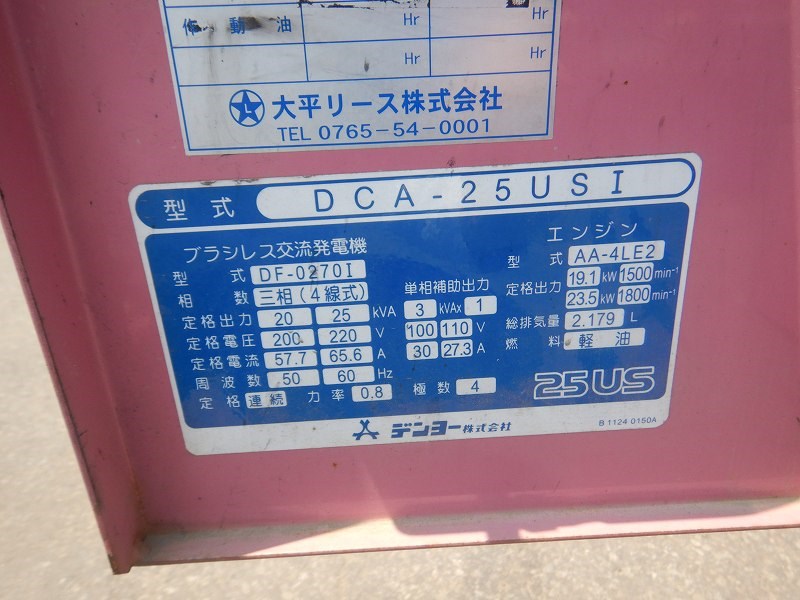 Hr
作動油 Hr Hr
Hr Hr
大平リース株式会社
TEL 0765-54-0001
型式 DCA-25USI
ブラシレス交流発電機
型式 DF-0270I
相数 三相(4線式)
定格出力 20 25 kVA
定格電圧 200 220 V
定格電流 57.7 65.6 A
周波数 50 60 Hz
定格 連続 力率 0.8 極数 4
単相補助出力
3 kVAx 1
100 110 V
30 27.3 A
エンジン
型式 AA-4LE2
定格出力 19.1 kW 1500 min⁻¹
23.5 kW 1800 min⁻¹
総排気量 2.179 L
燃料 軽油
25US
デンヨー株式会社
B 1124 0150A